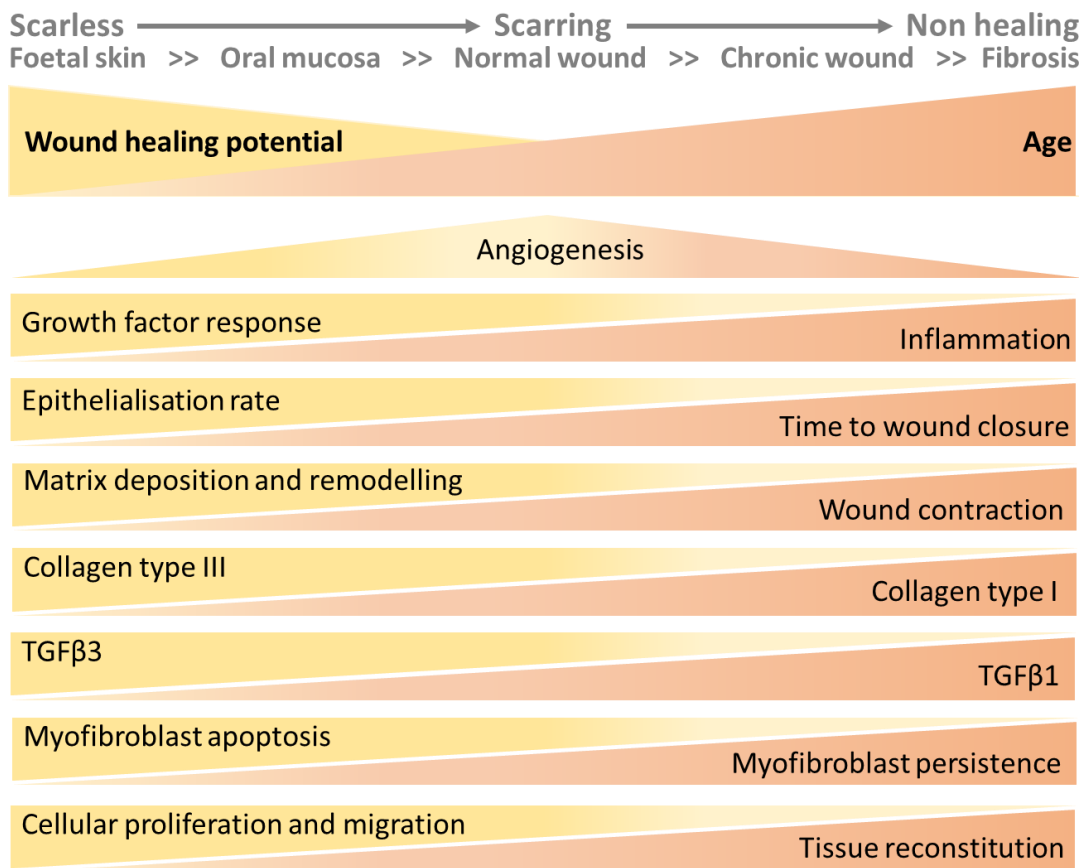 Scarless Scarring Non healing
Foetal skin >> Oral mucosa >> Normal wound >> Chronic wound >> Fibrosis
Wound healing potential Age
Angiogenesis
Growth factor response
Inflammation
Epithelialisation rate
Time to wound closure
Matrix deposition and remodelling
Wound contraction
Collagen type III
Collagen type I
TGFβ3
TGFβ1
Myofibroblast apoptosis
Myofibroblast persistence
Cellular proliferation and migration
Tissue reconstitution